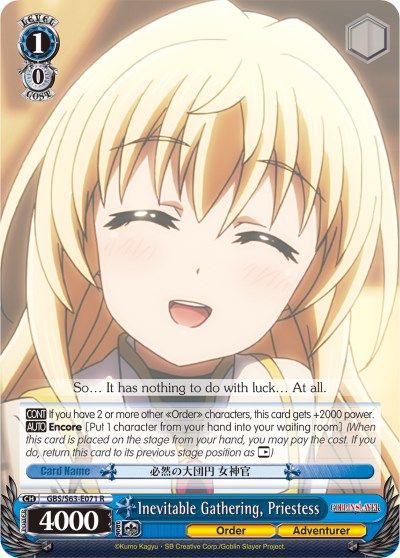 LEVEL
1
0
COST
So… It has nothing to do with luck… At all.
CONT If you have 2 or more other «Order» characters, this card gets +2000 power.
AUTO Encore [Put 1 character from your hand into your waiting room] (When
this card is placed on the stage from your hand, you may pay the cost. If you
do, return this card to its previous stage position as
Card Name 必然の大団円 女神官
CH GBS/S63-E071 R
POWER 4000
Inevitable Gathering, Priestess
GOBLIN SLAYER
Order Adventurer
©Kumo Kagyu・SB Creative Corp./Goblin Slayer Project.